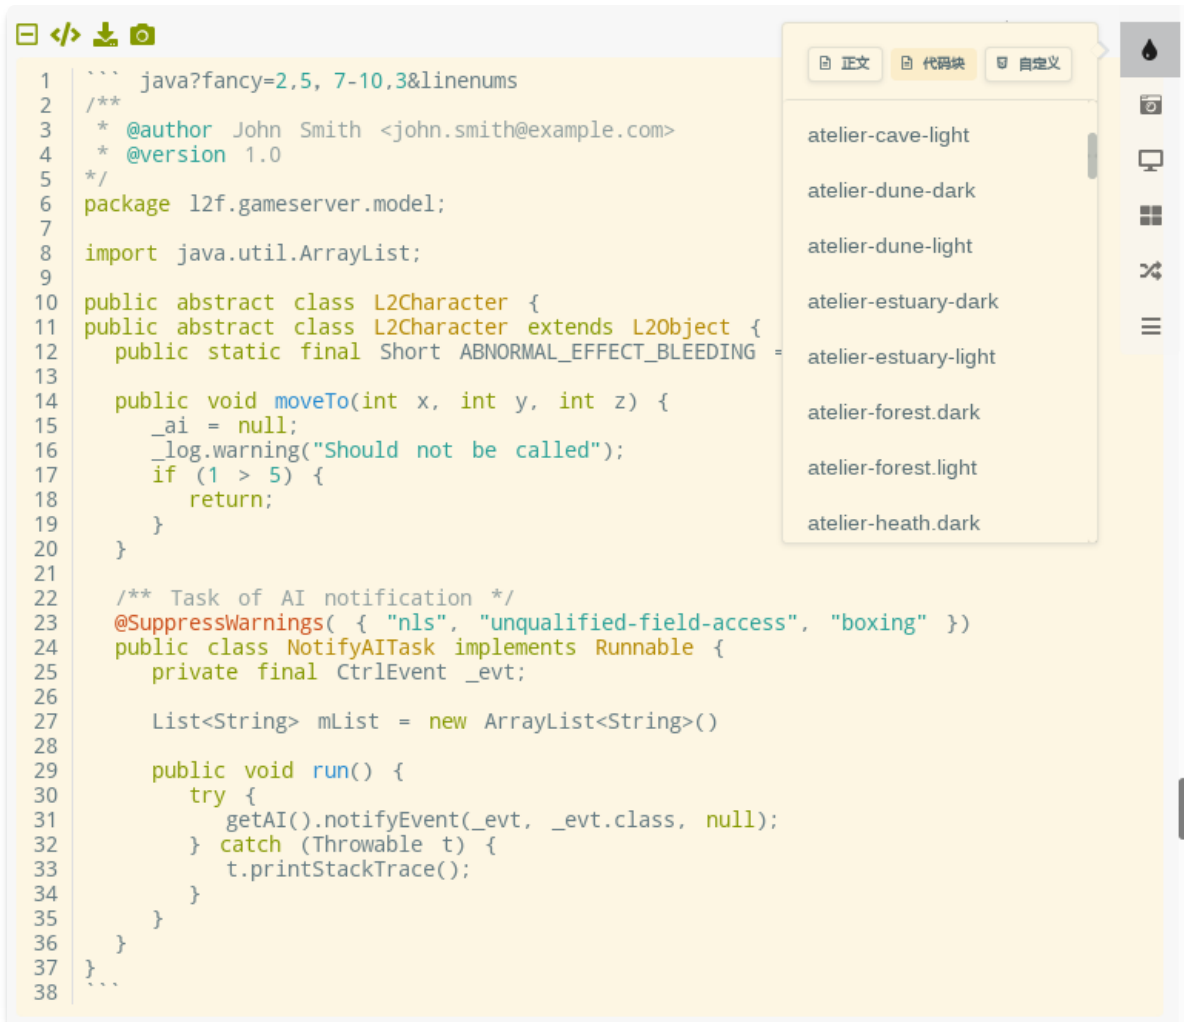 正文 代码块 自定义
atelier-cave-light
atelier-dune-dark
atelier-dune-light
atelier-estuary-dark
atelier-estuary-light
atelier-forest.dark
atelier-forest.light
atelier-heath.dark
1 ``` java?fancy=2,5, 7-10,3&linenums
2 /**
3 * @author John Smith <john.smith@example.com>
4 * @version 1.0
5 */
6 package l2f.gameserver.model;
7
8 import java.util.ArrayList;
9
10 public abstract class L2Character {
11 public abstract class L2Character extends L2Object {
12 public static final Short ABNORMAL_EFFECT_BLEEDING =
13
14 public void moveTo(int x, int y, int z) {
15 _ai = null;
16 _log.warning("Should not be called");
17 if (1 > 5) {
18 return;
19 }
20 }
21
22 /** Task of AI notification */
23 @SuppressWarnings( { "nls", "unqualified-field-access", "boxing" })
24 public class NotifyAITask implements Runnable {
25 private final CtrlEvent _evt;
26
27 List<String> mList = new ArrayList<String>()
28
29 public void run() {
30 try {
31 getAI().notifyEvent(_evt, _evt.class, null);
32 } catch (Throwable t) {
33 t.printStackTrace();
34 }
35 }
36 }
37 }
38 ```